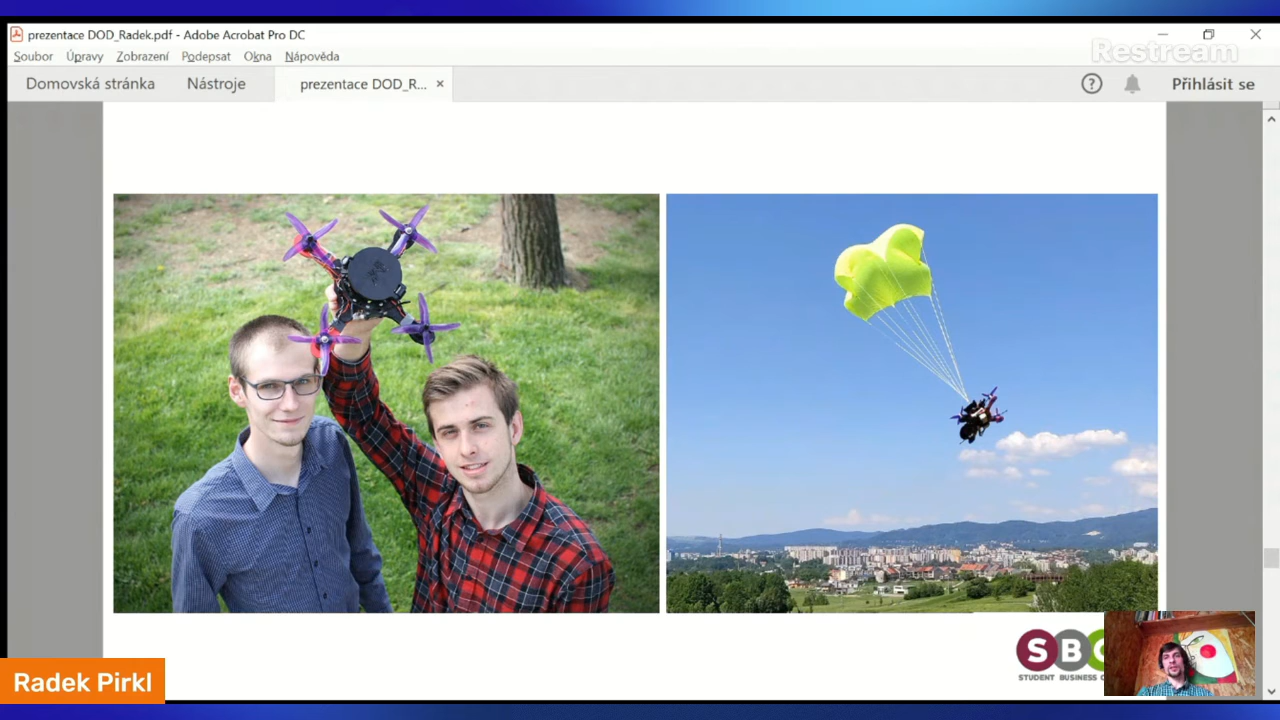 prezentace DOD_Radek.pdf - Adobe Acrobat Pro DC
Restream
Soubor Úpravy Zobrazení Podepsat Okna Nápověda
Domovská stránka Nástroje prezentace DOD_R... × Přihlásit se
SB
STUDENT BUSINESS
Radek Pirkl